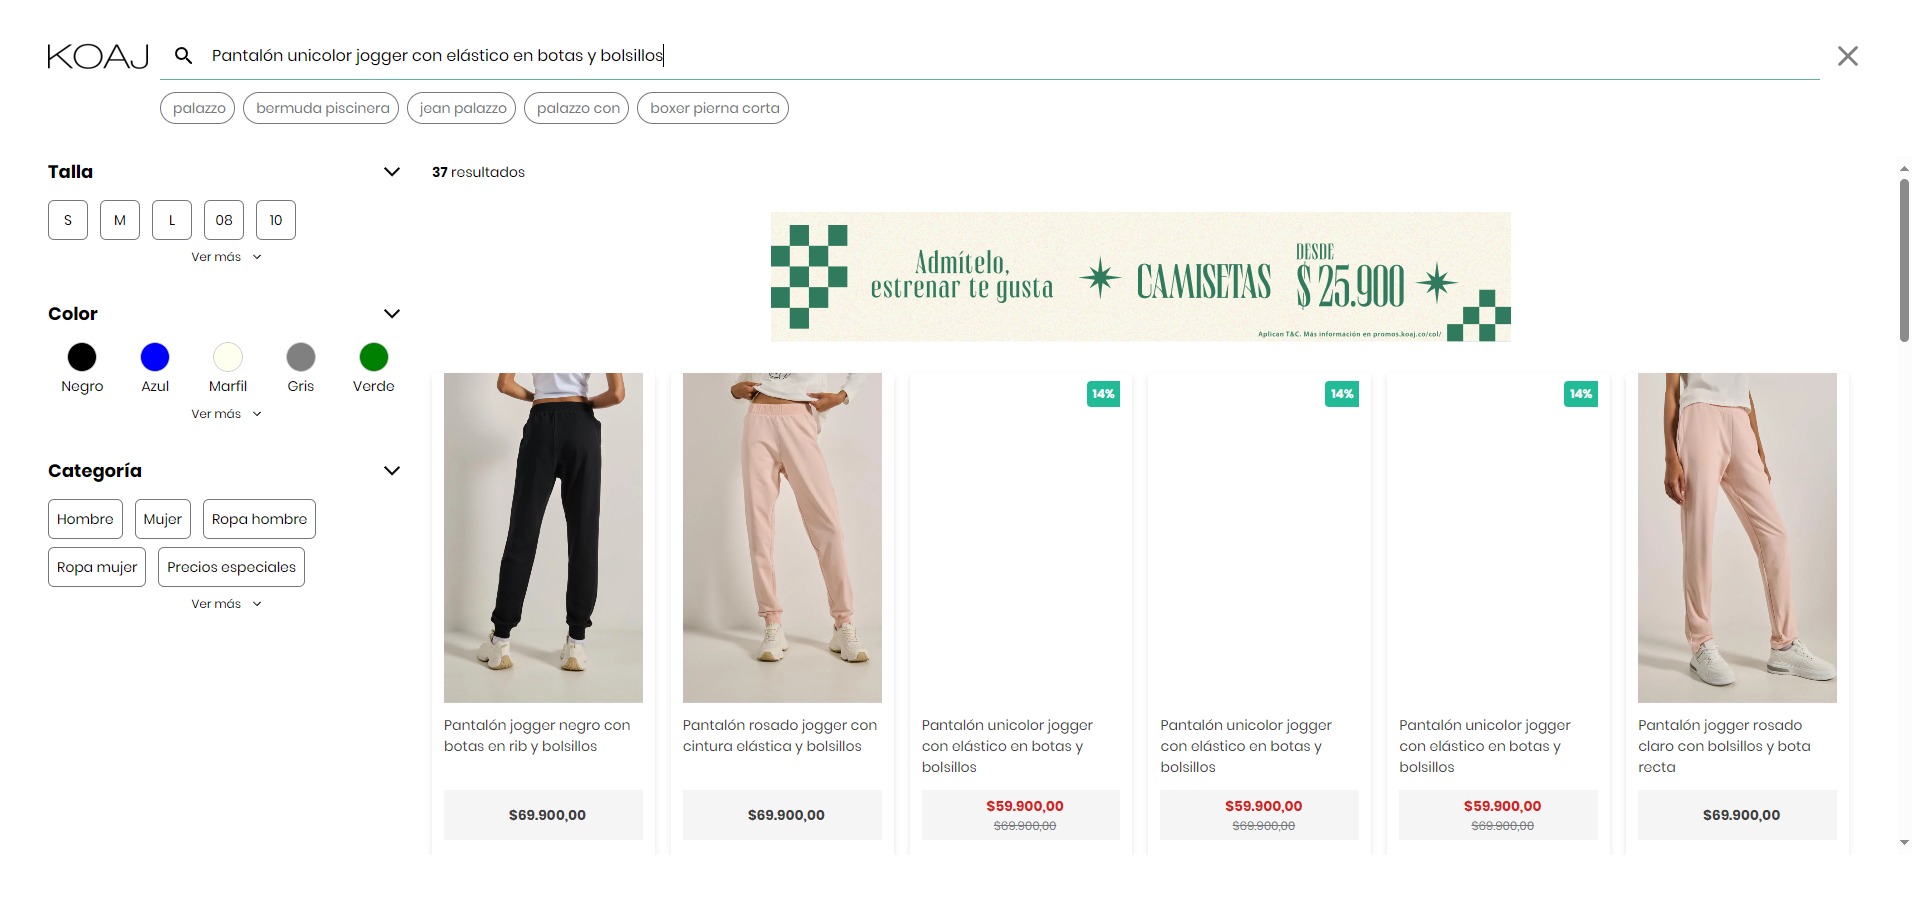 KOAJ
Pantalón unicolor jogger con elástico en botas y bolsillos
palazzo
bermuda piscinera
jean palazzo
palazzo con
boxer pierna corta
Talla
S
M
L
08
10
Ver más
Color
Negro
Azul
Marfil
Gris
Verde
Ver más
Categoría
Hombre
Mujer
Ropa hombre
Ropa mujer
Precios especiales
Ver más
37 resultados
Admítelo,
estrenar te gusta
CAMISETAS
DESDE
$ 25.900
Aplican T&C. Más información en promos.koaj.co/col/
Pantalón jogger negro con
botas en rib y bolsillos
$69.900,00
Pantalón rosado jogger con
cintura elástica y bolsillos
$69.900,00
14%
Pantalón unicolor jogger
con elástico en botas y
bolsillos
$59.900,00
$69.900,00
14%
Pantalón unicolor jogger
con elástico en botas y
bolsillos
$59.900,00
$69.900,00
14%
Pantalón unicolor jogger
con elástico en botas y
bolsillos
$59.900,00
$69.900,00
Pantalón jogger rosado
claro con bolsillos y bota
recta
$69.900,00